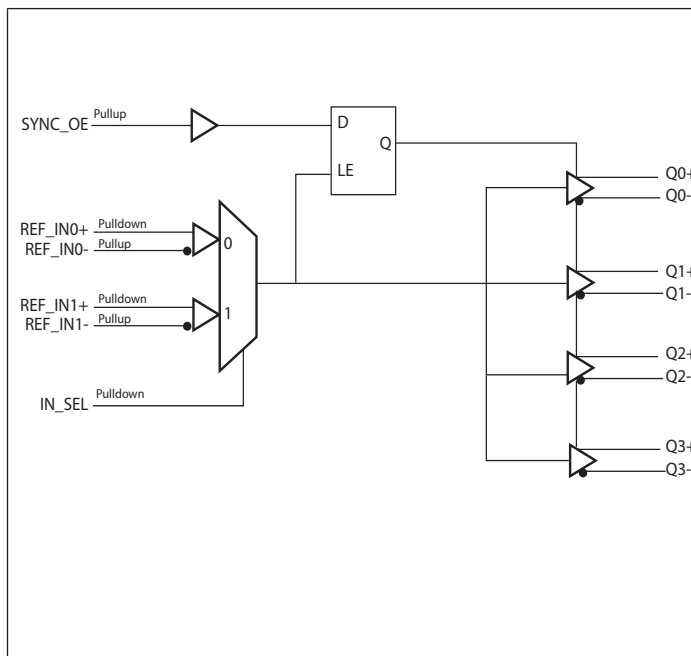 SYNC_OE Pullup
D
Q
LE
Q0+
Q0-
REF_IN0+ Pulldown
REF_IN0- Pullup
0
Q1+
Q1-
REF_IN1+ Pulldown
REF_IN1- Pullup
1
Q2+
Q2-
IN_SEL Pulldown
Q3+
Q3-